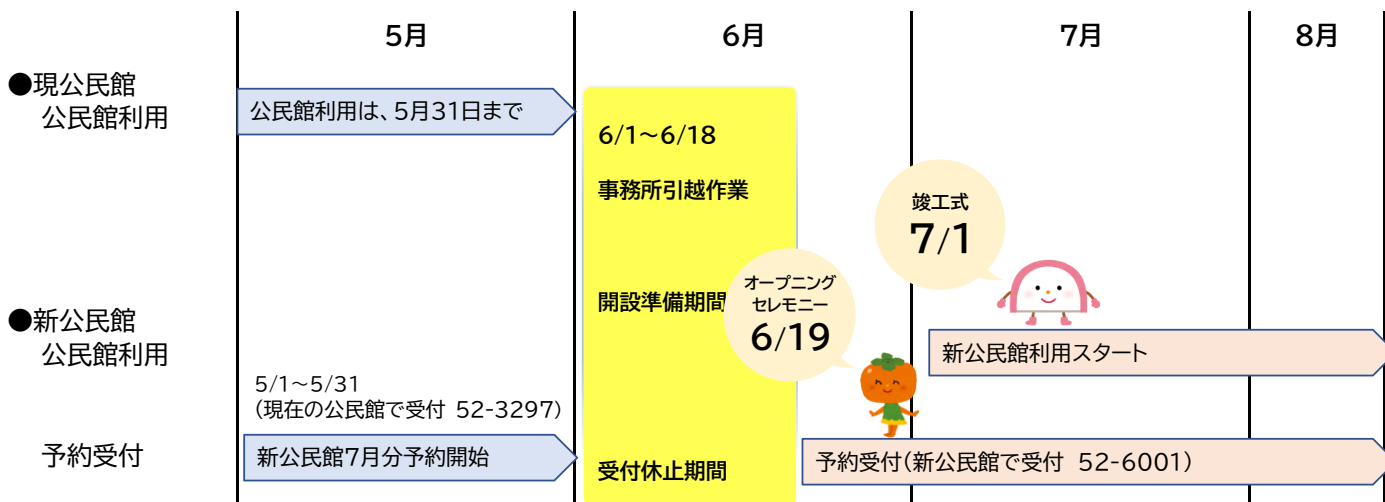 5月
6月
7月
8月
●現公民館
公民館利用
公民館利用は、5月31日まで
6/1～6/18
事務所引越作業
開設準備期間
受付休止期間
オープニング
セレモニー
6/19
竣工式
7/1
●新公民館
公民館利用
新公民館利用スタート
5/1～5/31
（現在の公民館で受付 52-3297）
予約受付
新公民館7月分予約開始
予約受付（新公民館で受付 52-6001）